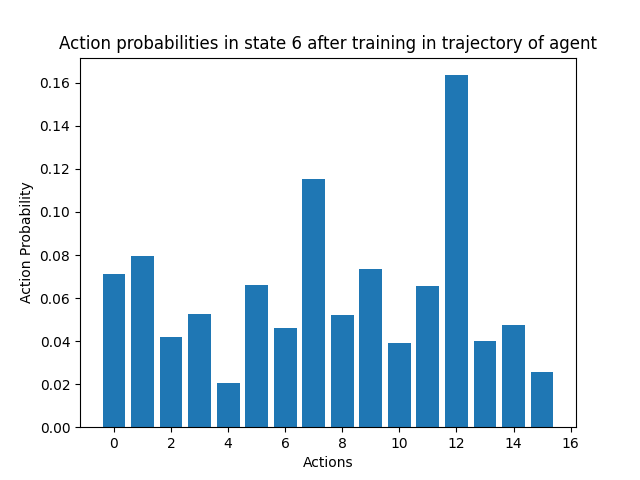 Action probabilities in state 6 after training in trajectory of agent
0.16
0.14
0.12
0.10
0.08
0.06
0.04
0.02
0.00
Action Probability
0 2 4 6 8 10 12 14 16
Actions